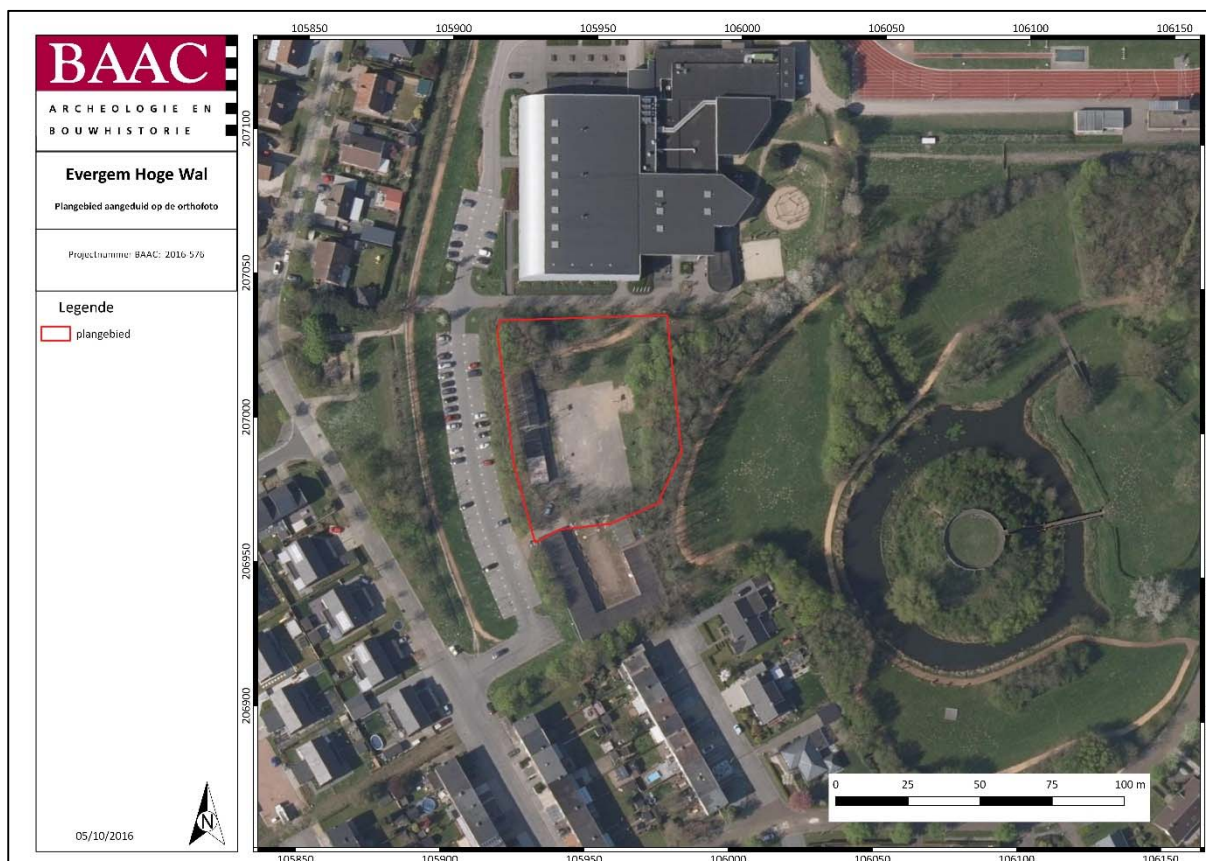 BAAC
ARCHEOLOGIE EN
BOUWHISTORIE
Evergem Hoge Wal
Plangebied aangeduid op de orthofoto
Projectnummer BAAC: 2016-576
Legende
plangebied
N
05/10/2016
105850 105900 105950 106000 106050 106100 106150
207100
207050
207000
206950
206900
0 25 50 75 100 m
105850 105900 105950 106000 106050 106100 106150